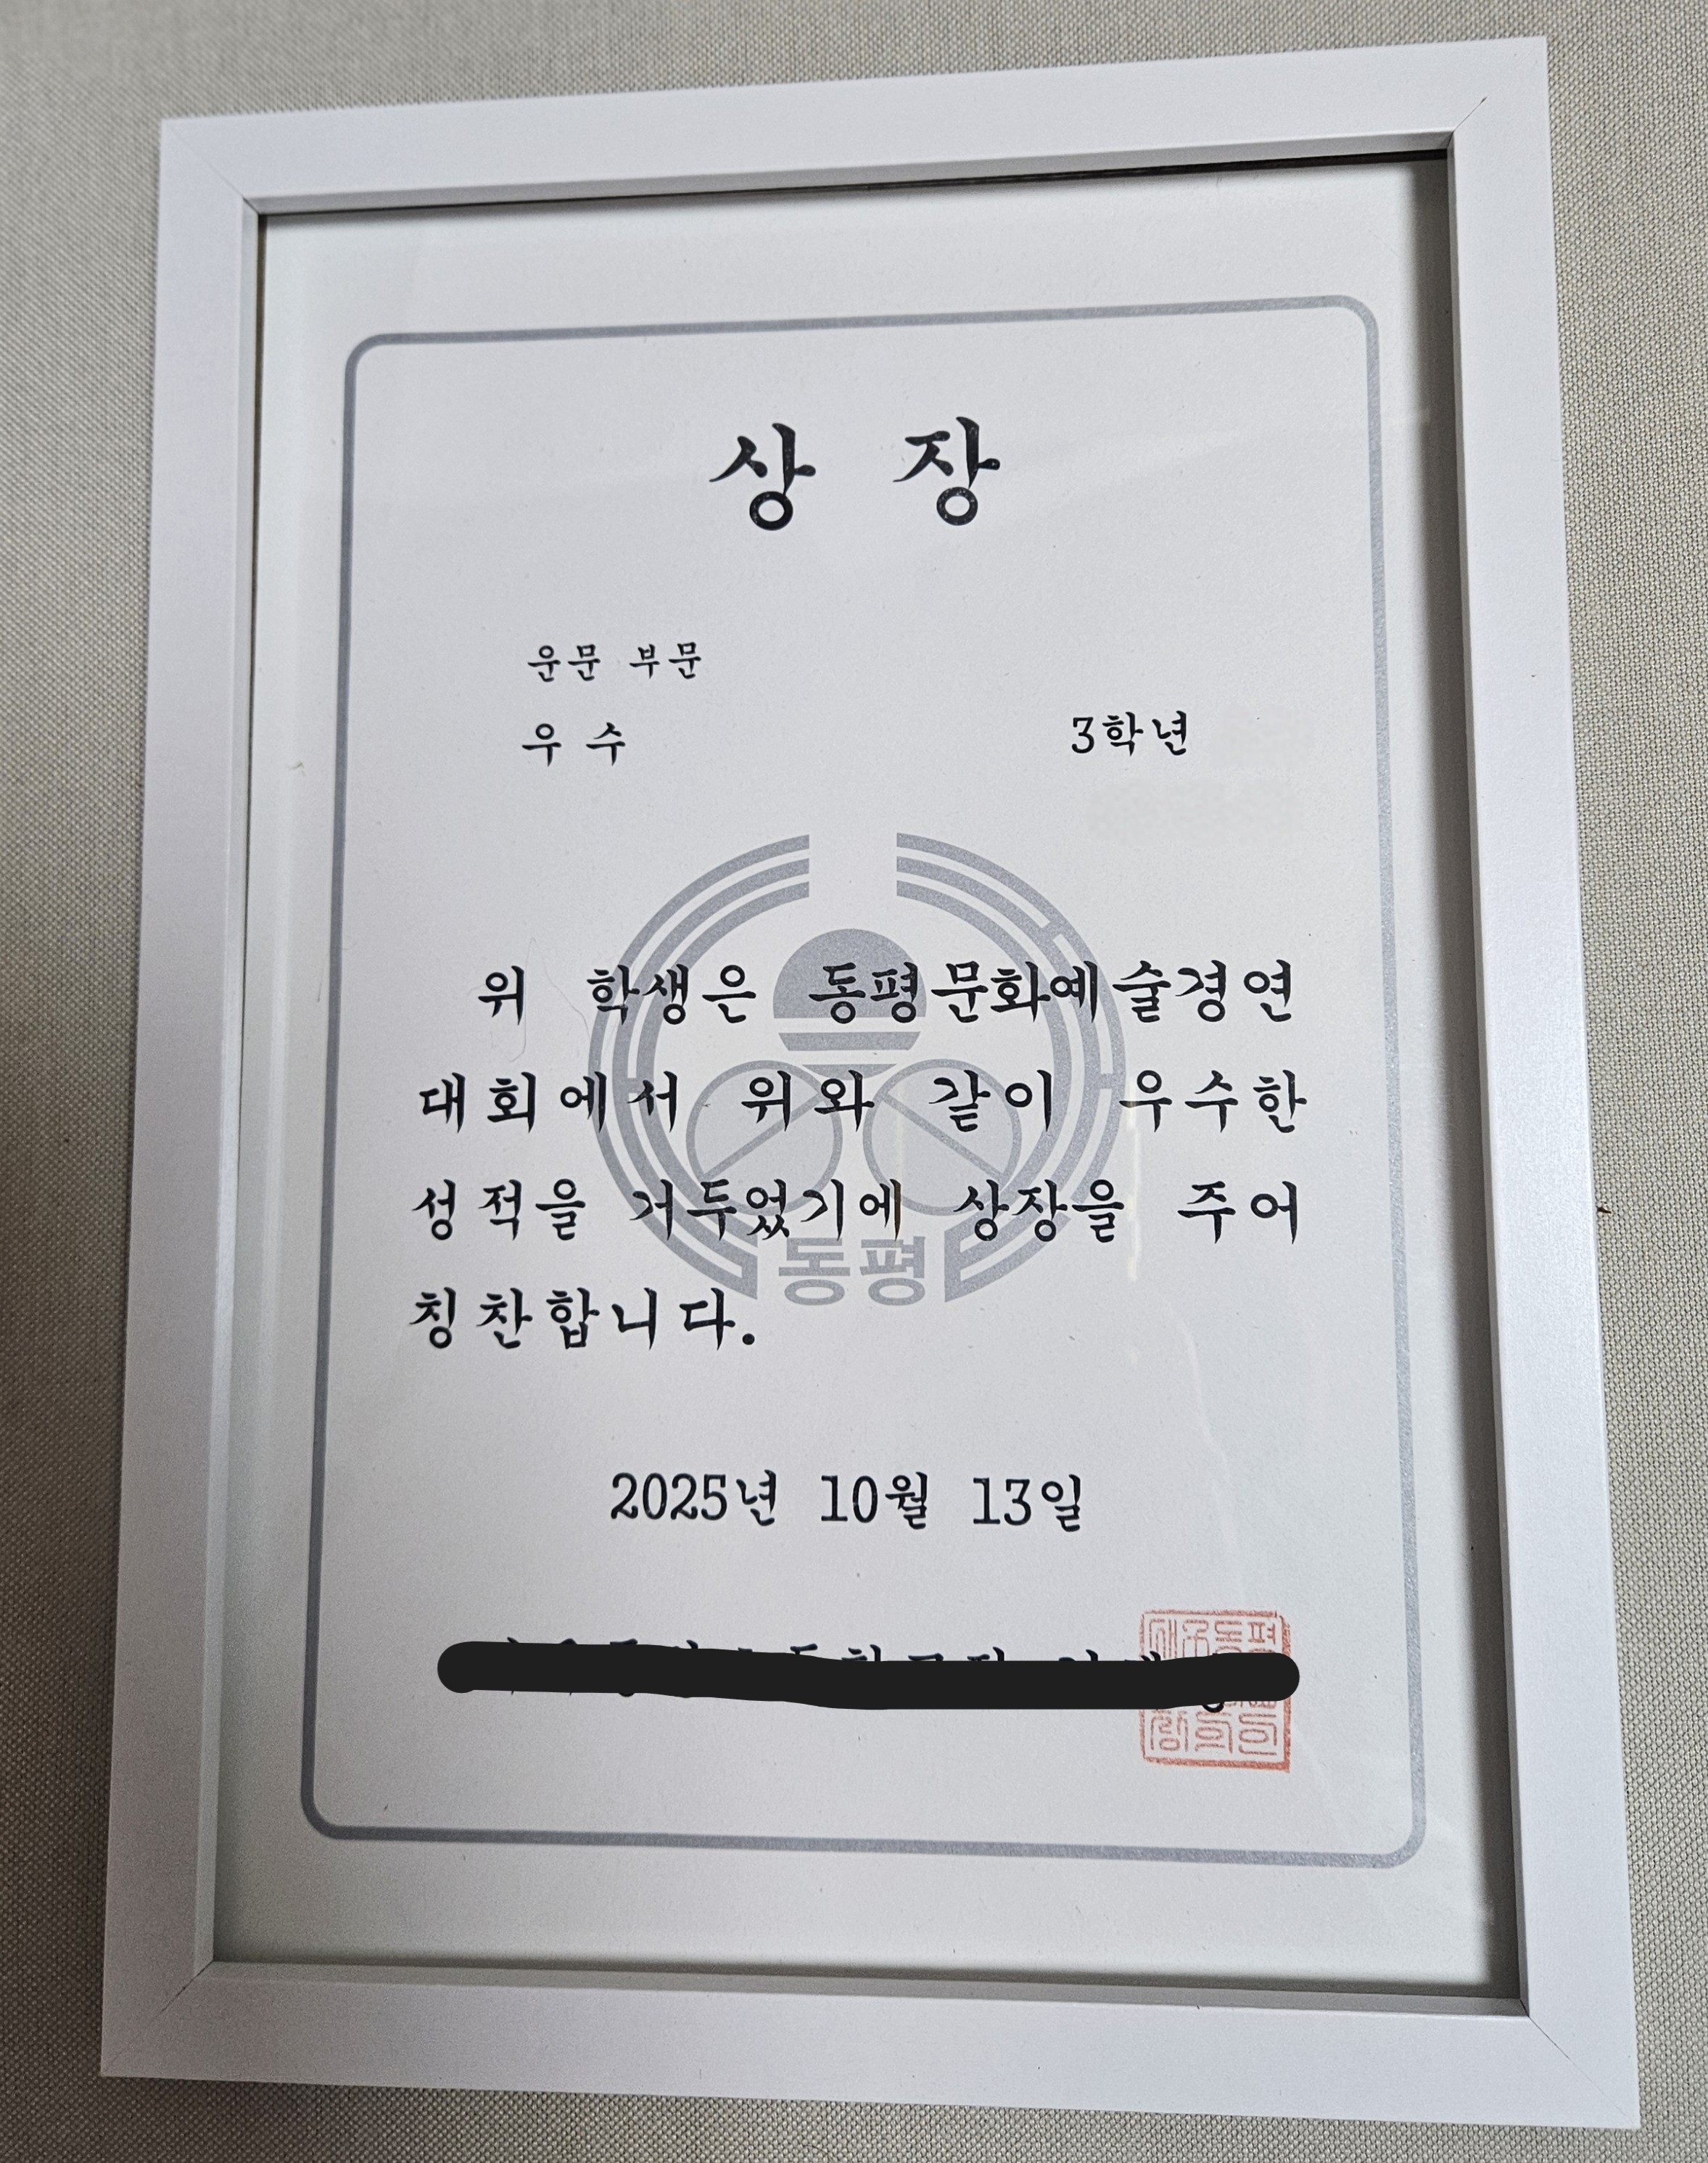 상 장
운문 부문
우 수
3학년
위 학생은 동평문화예술경연
대회에서 위와 같이 우수한
성적을 거두었기에 상장을 주어
칭찬합니다.
동평
2025년 10월 13일